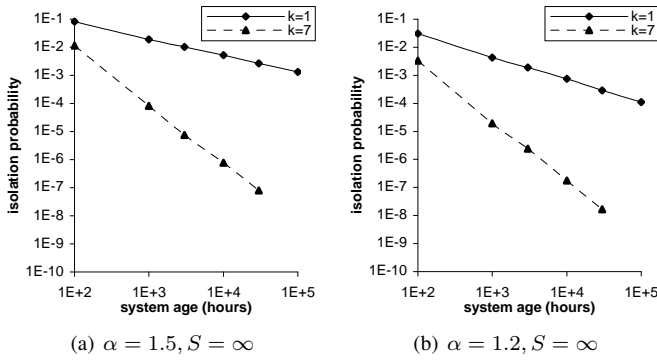 k=1
k=7
1E-1
1E-2
1E-3
1E-4
1E-5
1E-6
1E-7
1E-8
1E-9
1E-10
isolation probability
1E+2 1E+3 1E+4 1E+5
system age (hours)
(a) α = 1.5, S = ∞
k=1
k=7
1E-1
1E-2
1E-3
1E-4
1E-5
1E-6
1E-7
1E-8
1E-9
1E-10
isolation probability
1E+2 1E+3 1E+4 1E+5
system age (hours)
(b) α = 1.2, S = ∞